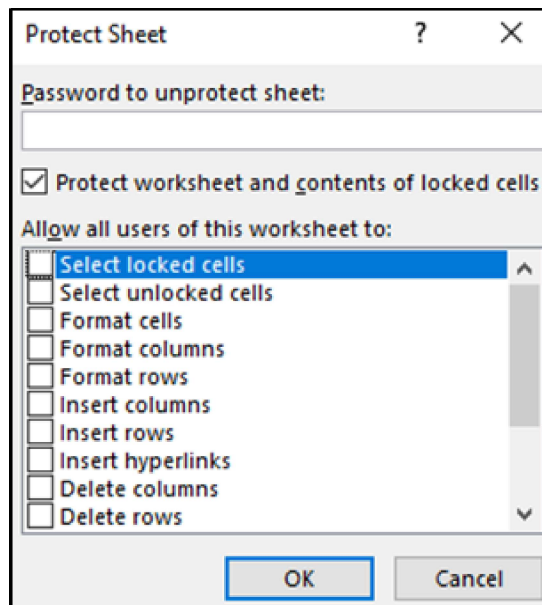 Protect Sheet ? ×
Password to unprotect sheet:
Protect worksheet and contents of locked cells
Allow all users of this worksheet to:
Select locked cells
Select unlocked cells
Format cells
Format columns
Format rows
Insert columns
Insert rows
Insert hyperlinks
Delete columns
Delete rows
OK Cancel